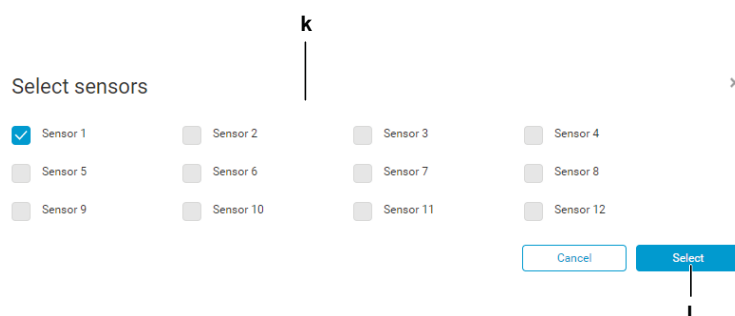 k
Select sensors
Sensor 1 Sensor 2 Sensor 3 Sensor 4
Sensor 5 Sensor 6 Sensor 7 Sensor 8
Sensor 9 Sensor 10 Sensor 11 Sensor 12
Cancel Select